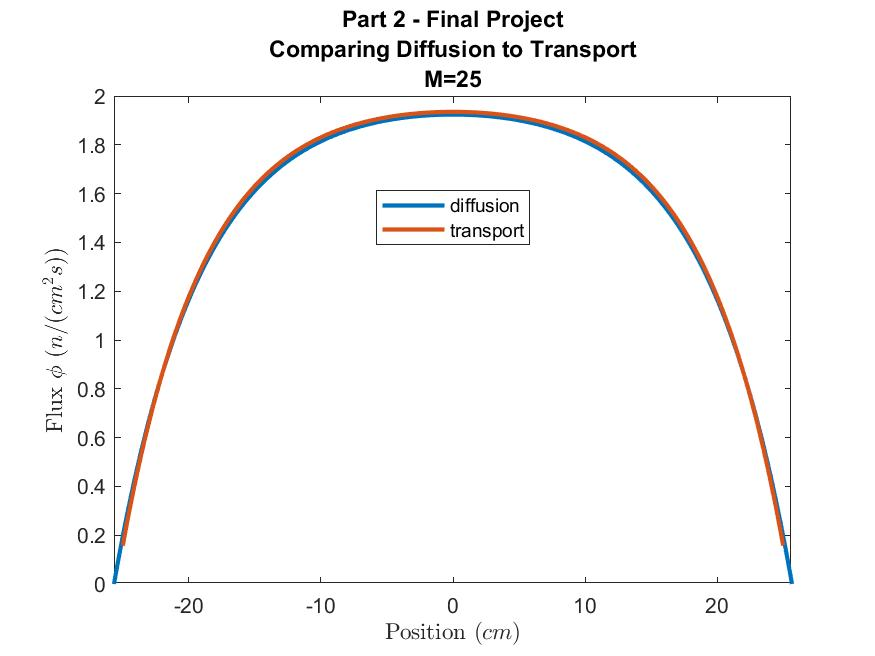 Part 2 - Final Project
Comparing Diffusion to Transport
M=25
2
1.8
1.6
1.4
1.2
1
0.8
0.6
0.4
0.2
0
Flux ϕ (n/(cm²s))
diffusion
transport
-20
-10
0
10
20
Position (cm)